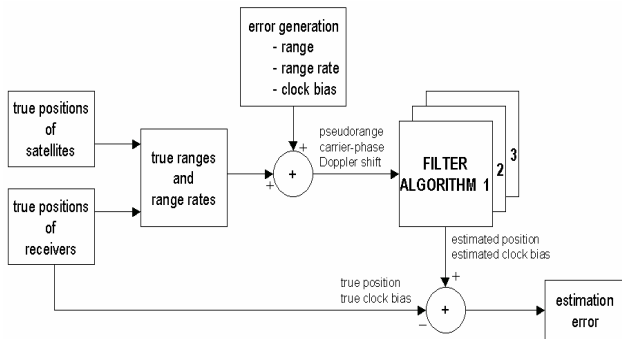 error generation
- range
- range rate
- clock bias
true positions
of
satellites
true ranges
and
range rates
true positions
of
receivers
+
+
+
pseudorange
carrier-phase
Doppler shift
FILTER
ALGORITHM 1
2
3
estimated position
estimated clock bias
true position
true clock bias
+
+
−
estimation
error